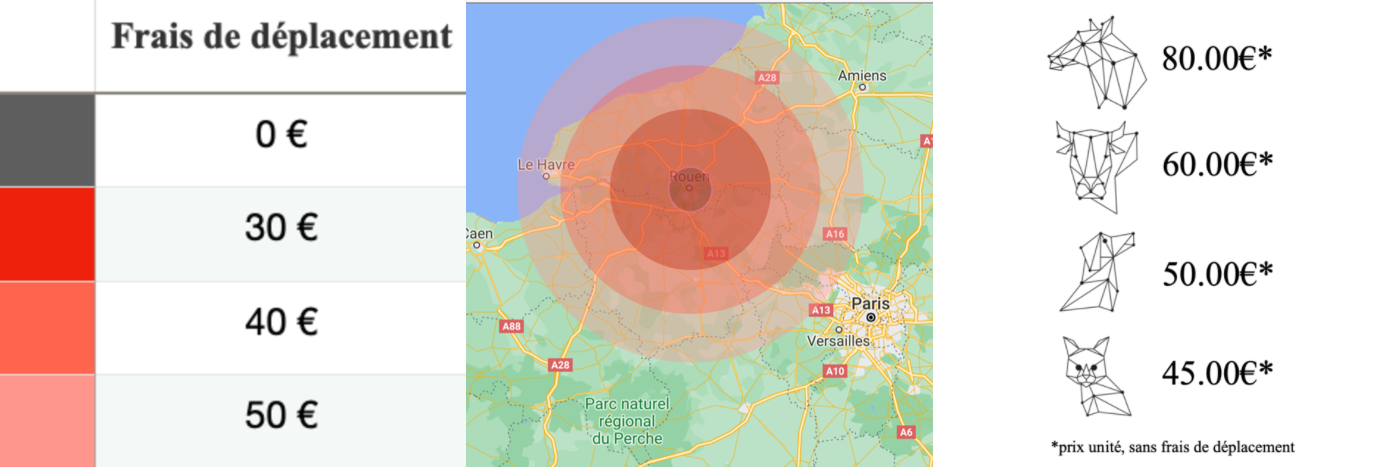 Frais de déplacement
0 €
30 €
40 €
50 €
A28
Amiens
Le Havre
Rouen
Caen
A16
A13
Paris
A13
Versailles
A88
A28
A10
Parc naturel
régional
du Perche
A6
80.00€*
60.00€*
50.00€*
45.00€*
*prix unité, sans frais de déplacement